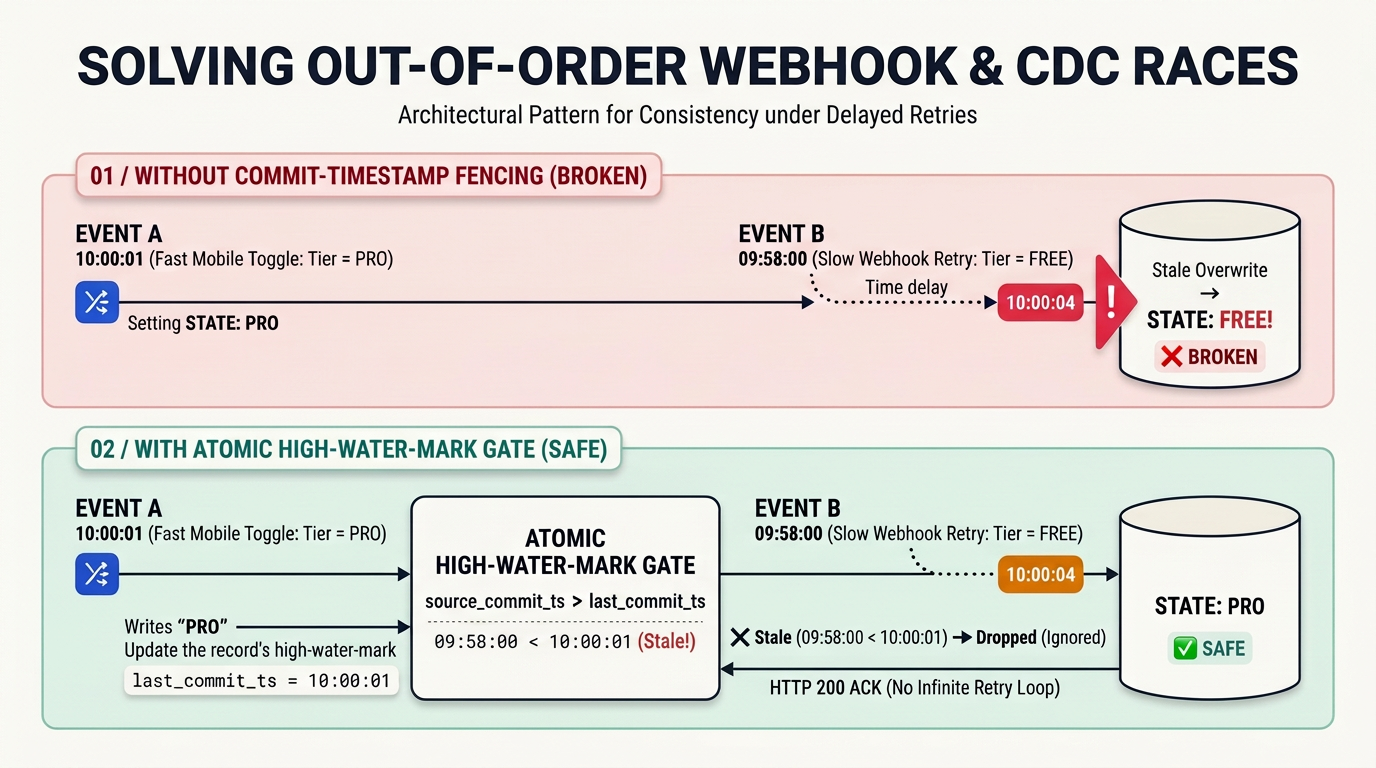 SOLVING OUT-OF-ORDER WEBHOOK & CDC RACES
Architectural Pattern for Consistency under Delayed Retries
01 / WITHOUT COMMIT-TIMESTAMP FENCING (BROKEN)
EVENT A
10:00:01 (Fast Mobile Toggle: Tier = PRO)
Setting STATE: PRO
EVENT B
09:58:00 (Slow Webhook Retry: Tier = FREE)
Time delay
10:00:04
!
Stale Overwrite
→
STATE: FREE!
❌ BROKEN
02 / WITH ATOMIC HIGH-WATER-MARK GATE (SAFE)
EVENT A
10:00:01 (Fast Mobile Toggle: Tier = PRO)
Writes “PRO”
Update the record's high-water-mark
last_commit_ts = 10:00:01
ATOMIC
HIGH-WATER-MARK GATE
source_commit_ts > last_commit_ts
09:58:00 < 10:00:01 (Stale!)
EVENT B
09:58:00 (Slow Webhook Retry: Tier = FREE)
10:00:04
❌ Stale (09:58:00 < 10:00:01) → Dropped (Ignored)
HTTP 200 ACK (No Infinite Retry Loop)
STATE: PRO
✅ SAFE